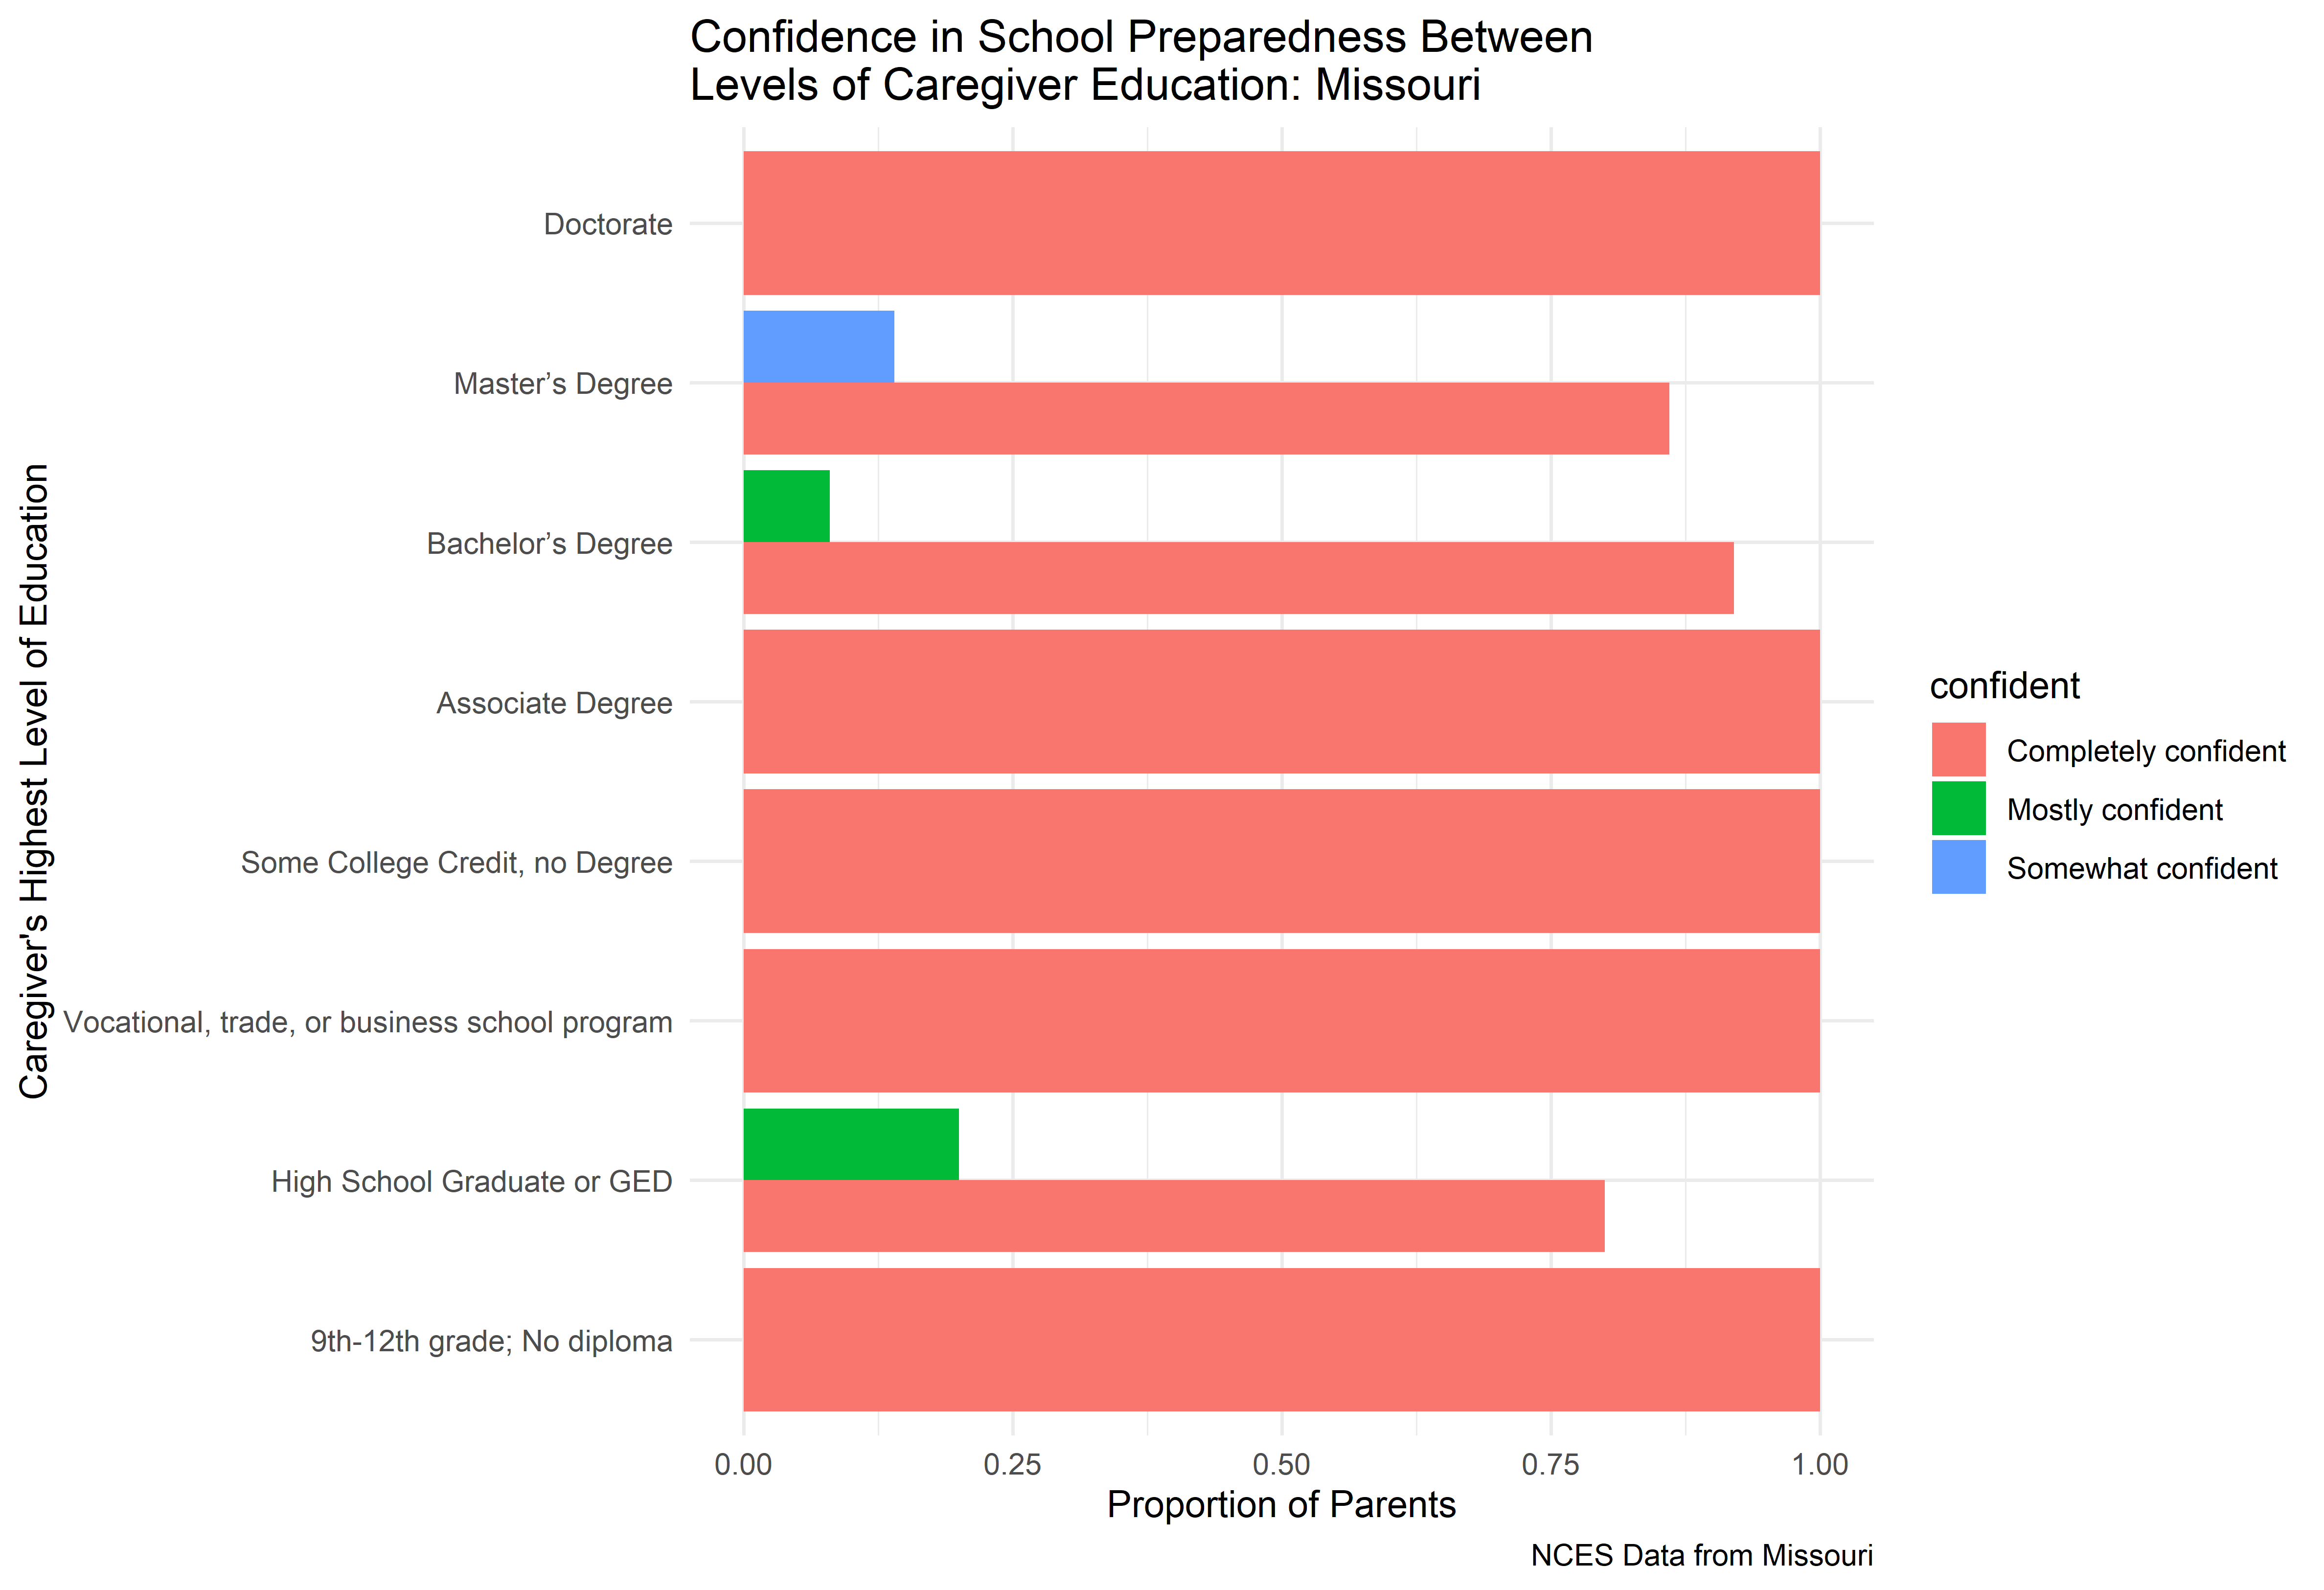 Confidence in School Preparedness Between
Levels of Caregiver Education: Missouri
Caregiver's Highest Level of Education
Doctorate
Master’s Degree
Bachelor’s Degree
Associate Degree
Some College Credit, no Degree
Vocational, trade, or business school program
High School Graduate or GED
9th-12th grade; No diploma
0.00
0.25
0.50
0.75
1.00
Proportion of Parents
confident
Completely confident
Mostly confident
Somewhat confident
NCES Data from Missouri